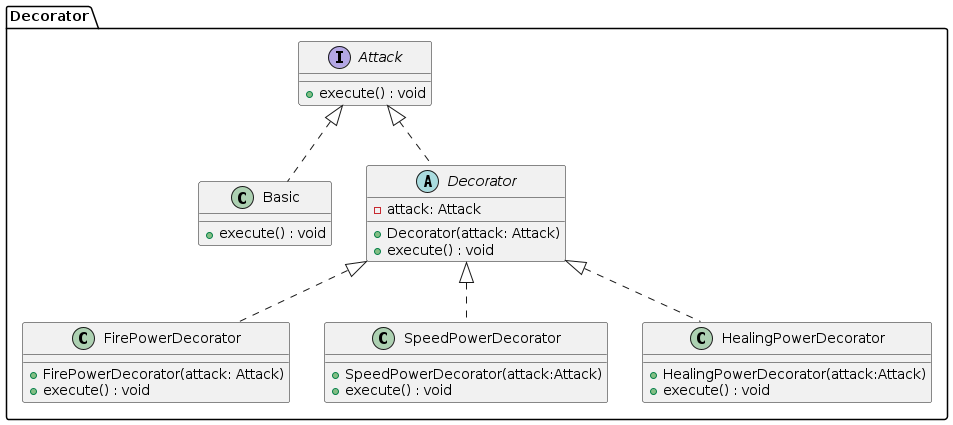 Decorator
I Attack
execute() : void
C Basic
execute() : void
A Decorator
attack: Attack
Decorator(attack: Attack)
execute() : void
C FirePowerDecorator
FirePowerDecorator(attack: Attack)
execute() : void
C SpeedPowerDecorator
SpeedPowerDecorator(attack:Attack)
execute() : void
C HealingPowerDecorator
HealingPowerDecorator(attack:Attack)
execute() : void